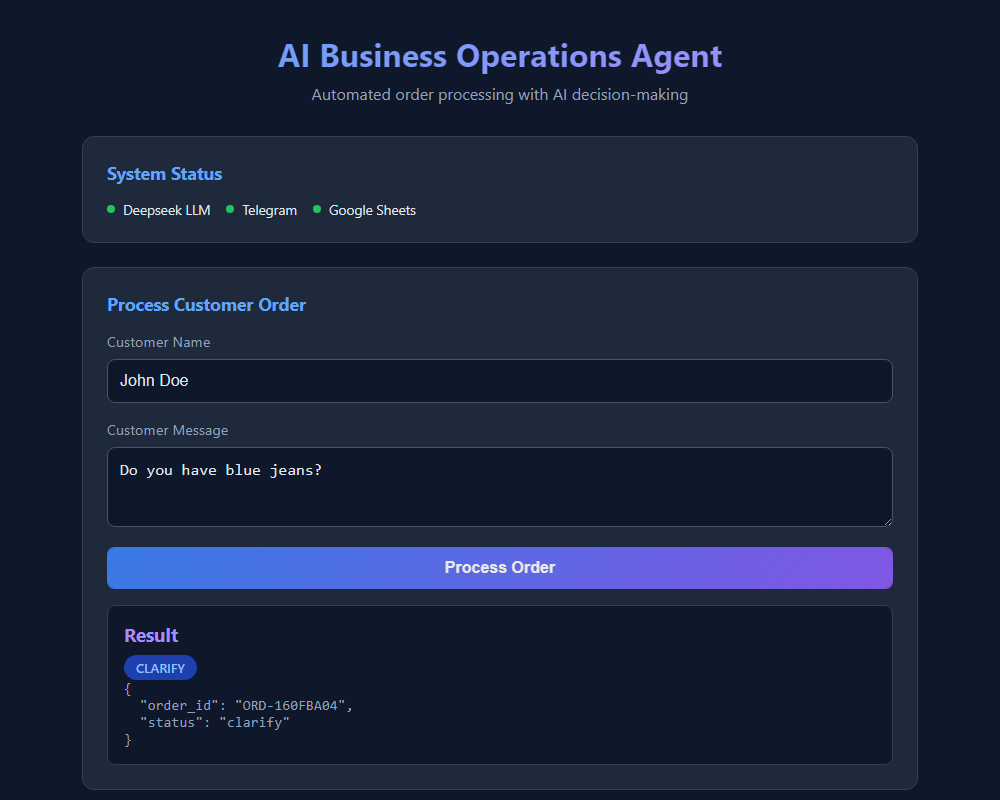 AI Business Operations Agent
Automated order processing with AI decision-making
System Status
Deepseek LLM Telegram Google Sheets
Process Customer Order
Customer Name
John Doe
Customer Message
Do you have blue jeans?
Process Order
Result
CLARIFY
{
  "order_id": "ORD-160FBA04",
  "status": "clarify"
}